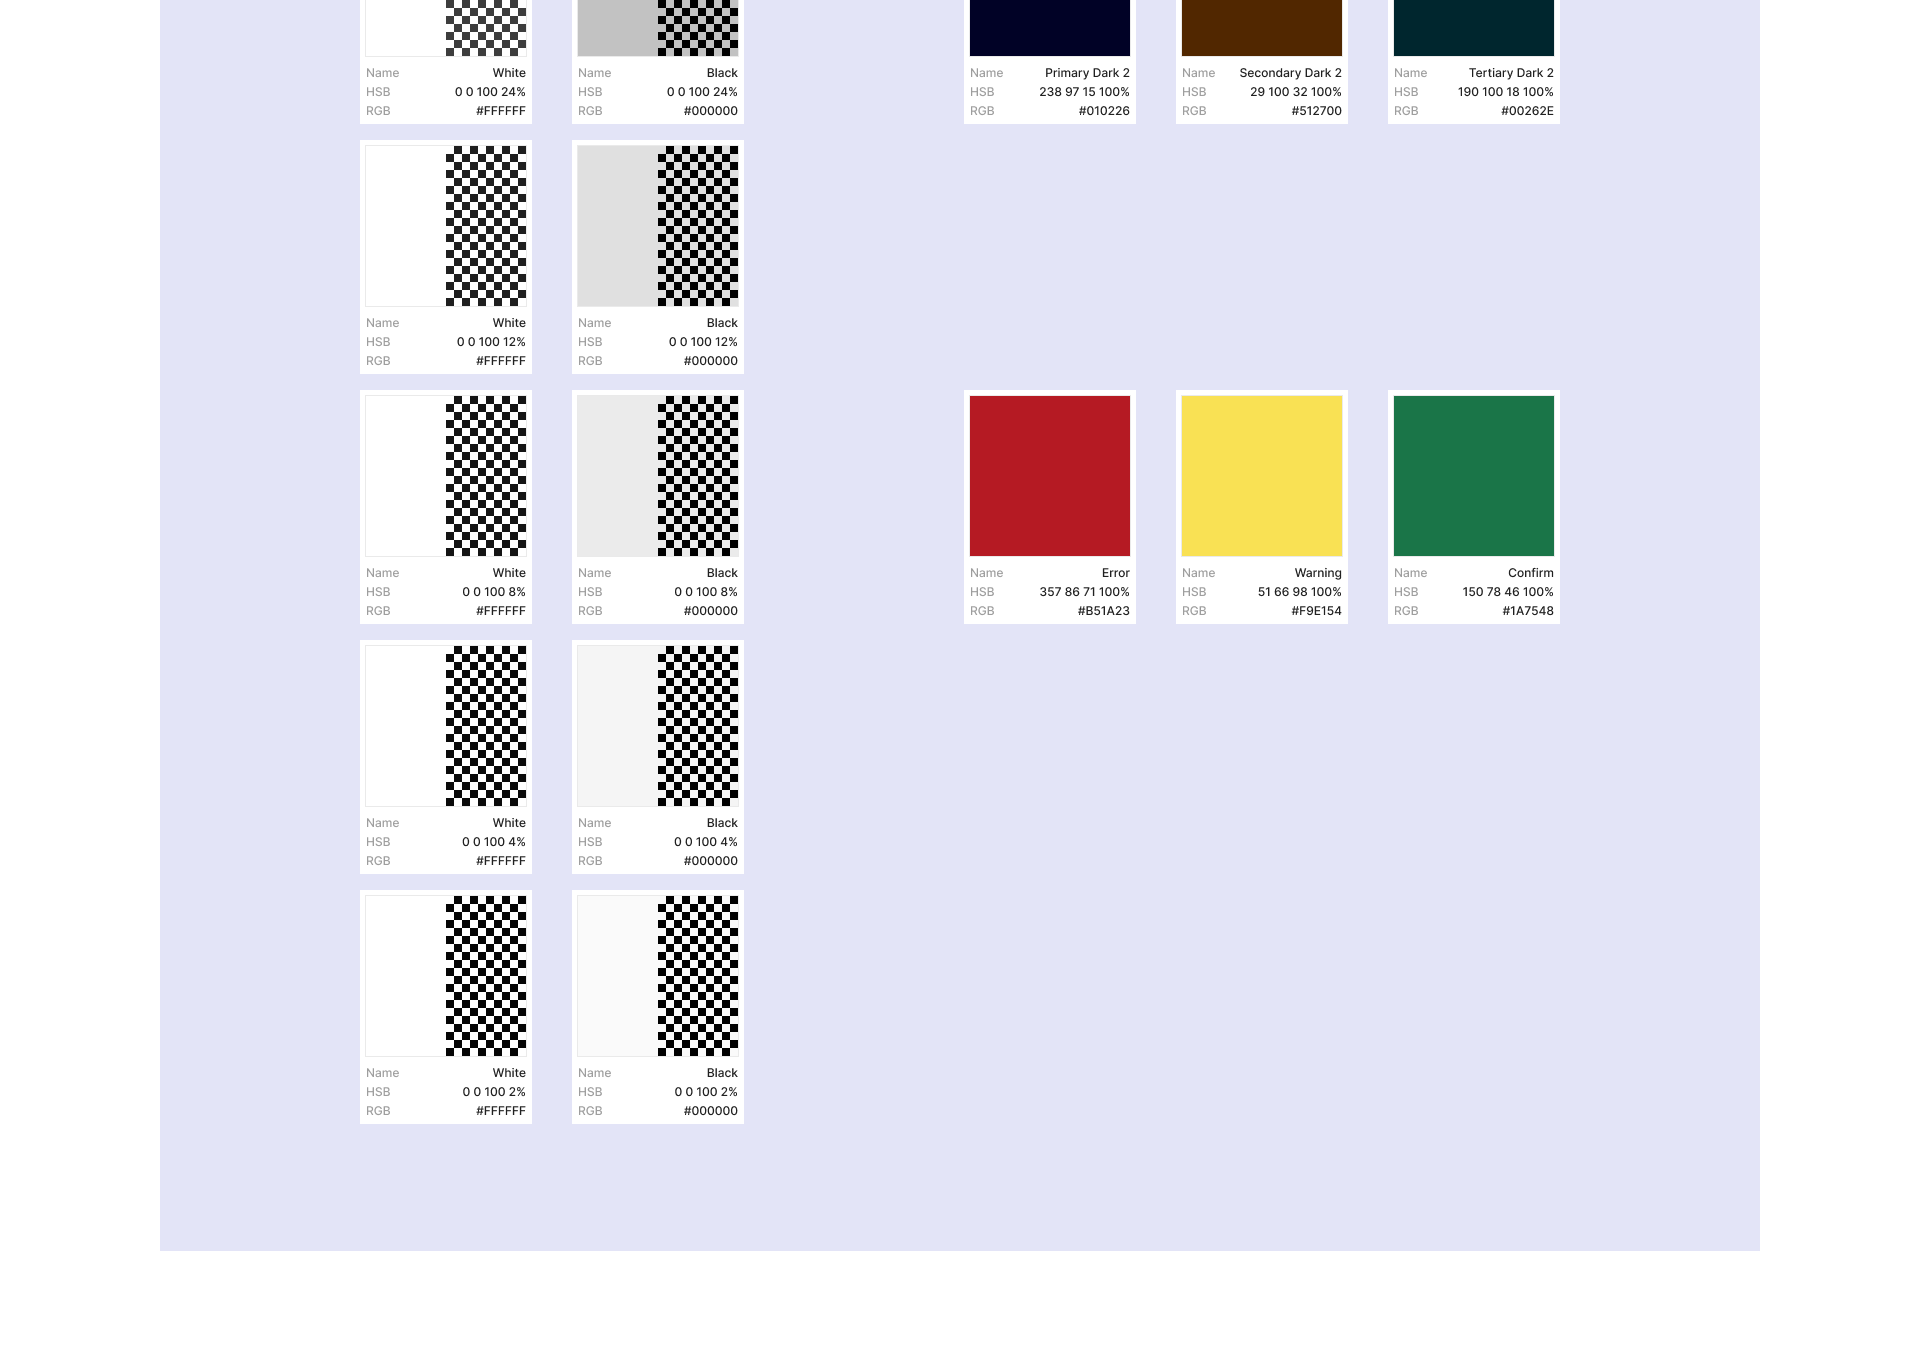 Name White
HSB 0 0 100 24%
RGB #FFFFFF
Name Black
HSB 0 0 100 24%
RGB #000000
Name Primary Dark 2
HSB 238 97 15 100%
RGB #010226
Name Secondary Dark 2
HSB 29 100 32 100%
RGB #512700
Name Tertiary Dark 2
HSB 190 100 18 100%
RGB #00262E
Name White
HSB 0 0 100 12%
RGB #FFFFFF
Name Black
HSB 0 0 100 12%
RGB #000000
Name White
HSB 0 0 100 8%
RGB #FFFFFF
Name Black
HSB 0 0 100 8%
RGB #000000
Name Error
HSB 357 86 71 100%
RGB #B51A23
Name Warning
HSB 51 66 98 100%
RGB #F9E154
Name Confirm
HSB 150 78 46 100%
RGB #1A7548
Name White
HSB 0 0 100 4%
RGB #FFFFFF
Name Black
HSB 0 0 100 4%
RGB #000000
Name White
HSB 0 0 100 2%
RGB #FFFFFF
Name Black
HSB 0 0 100 2%
RGB #000000